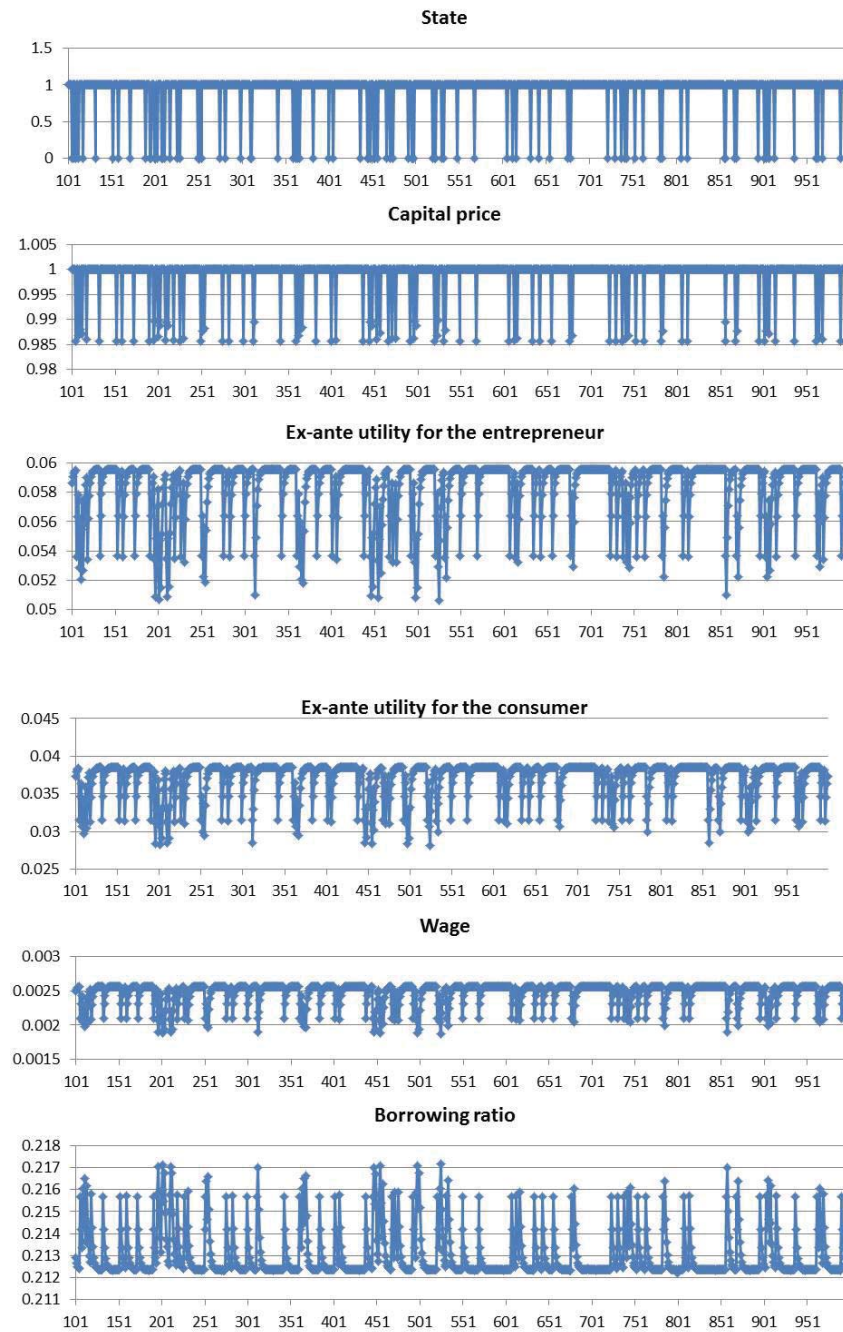 State
1.5
1
0.5
0
101 151 201 251 301 351 401 451 501 551 601 651 701 751 801 851 901 951
Capital price
1.005
1
0.995
0.99
0.985
0.98
101 151 201 251 301 351 401 451 501 551 601 651 701 751 801 851 901 951
Ex-ante utility for the entrepreneur
0.06
0.058
0.056
0.054
0.052
0.05
101 151 201 251 301 351 401 451 501 551 601 651 701 751 801 851 901 951
Ex-ante utility for the consumer
0.045
0.04
0.035
0.03
0.025
101 151 201 251 301 351 401 451 501 551 601 651 701 751 801 851 901 951
Wage
0.003
0.0025
0.002
0.0015
101 151 201 251 301 351 401 451 501 551 601 651 701 751 801 851 901 951
Borrowing ratio
0.218
0.217
0.216
0.215
0.214
0.213
0.212
0.211
101 151 201 251 301 351 401 451 501 551 601 651 701 751 801 851 901 951